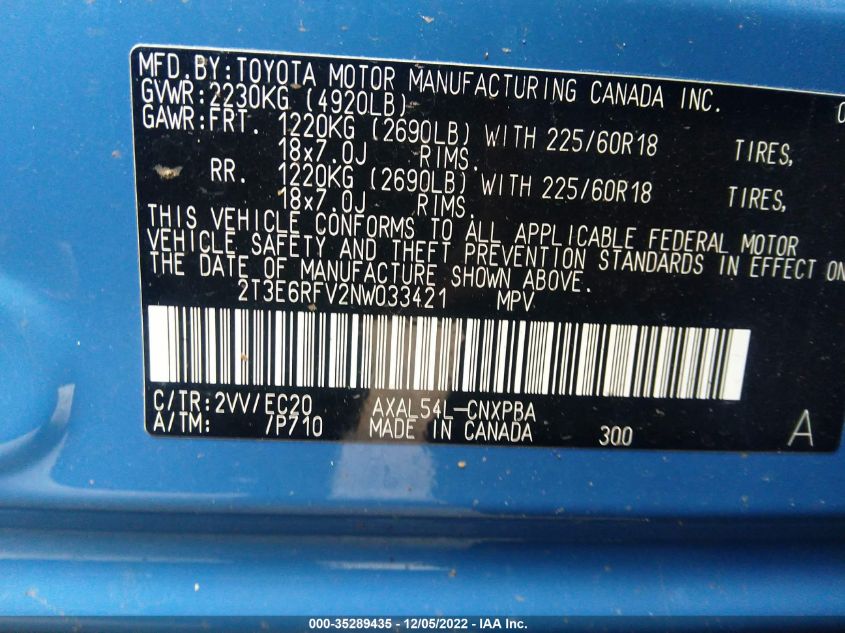 MFD.BY:TOYOTA MOTOR MANUFACTURING CANADA INC.
GVWR:2230KG (4920LB)
GAWR:FRT. 1220KG (2690LB) WITH 225/60R18 TIRES,
18x7.0J RIMS.
RR. 1220KG (2690LB) WITH 225/60R18 TIRES,
18x7.0J RIMS.
THIS VEHICLE CONFORMS TO ALL APPLICABLE FEDERAL MOTOR
VEHICLE SAFETY AND THEFT PREVENTION STANDARDS IN EFFECT ON
THE DATE OF MANUFACTURE SHOWN ABOVE.
2T3E6RFV2NW033421 MPV
C/TR:2VV/EC20 AXAL54L-CNXPBA
A/TM: /P710 MADE IN CANADA 300 A
000-35289435 - 12/05/2022 - IAA Inc.